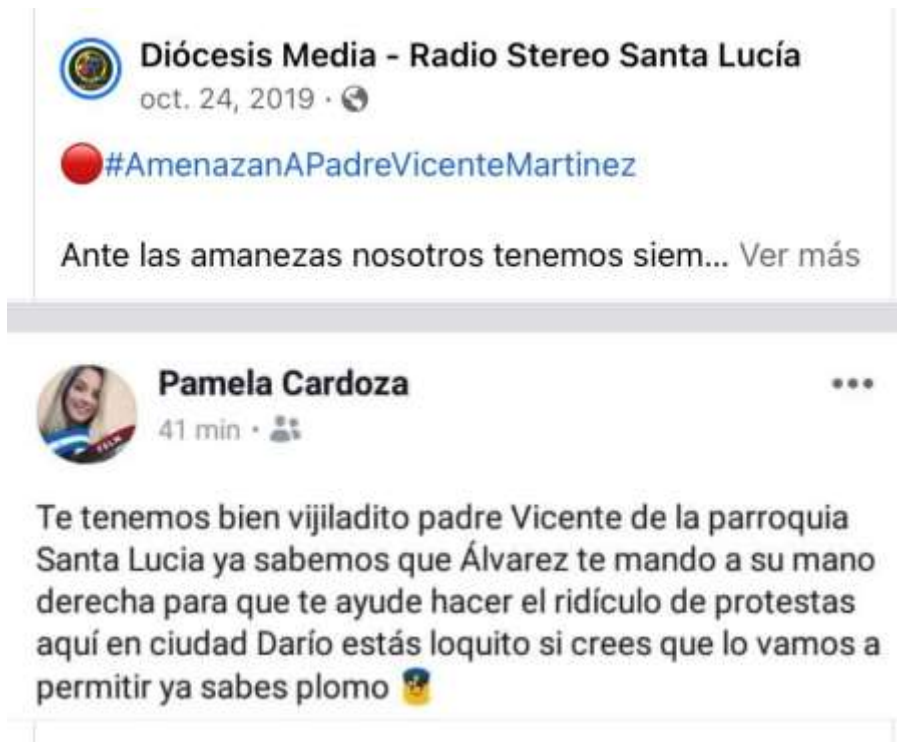 Diócesis Media - Radio Stereo Santa Lucía
oct. 24, 2019 ·
#AmenazanAPadreVicenteMartinez
Ante las amanezas nosotros tenemos siem... Ver más
Pamela Cardoza
41 min ·
Te tenemos bien vijiladito padre Vicente de la parroquia
Santa Lucia ya sabemos que Álvarez te mando a su mano
derecha para que te ayude hacer el ridículo de protestas
aquí en ciudad Darío estás loquito si crees que lo vamos a
permitir ya sabes plomo